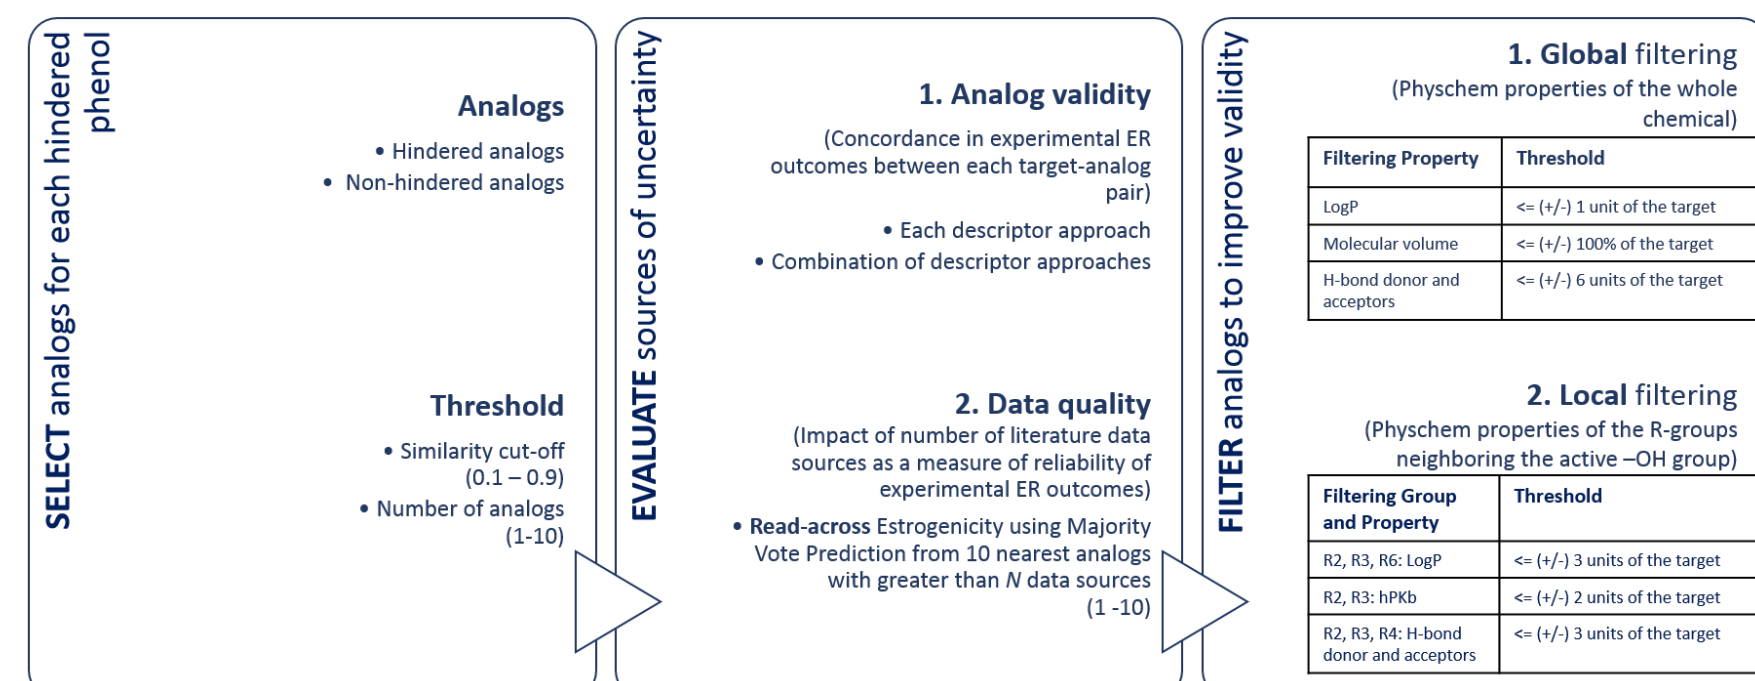 SELECT analogs for each hindered
phenol
Analogs
• Hindered analogs
• Non-hindered analogs
Threshold
• Similarity cut-off
(0.1 – 0.9)
• Number of analogs
(1-10)
EVALUATE sources of uncertainty
1. Analog validity
(Concordance in experimental ER
outcomes between each target-analog
pair)
• Each descriptor approach
• Combination of descriptor approaches
2. Data quality
(Impact of number of literature data
sources as a measure of reliability of
experimental ER outcomes)
• Read-across Estrogenicity using Majority
Vote Prediction from 10 nearest analogs
with greater than N data sources
(1 -10)
FILTER analogs to improve validity
1. Global filtering
(Physchem properties of the whole
chemical)
Filtering Property Threshold
LogP <= (+/-) 1 unit of the target
Molecular volume <= (+/-) 100% of the target
H-bond donor and <= (+/-) 6 units of the target
acceptors
2. Local filtering
(Physchem properties of the R-groups
neighboring the active –OH group)
Filtering Group Threshold
and Property
R2, R3, R6: LogP <= (+/-) 3 units of the target
R2, R3: hPKb <= (+/-) 2 units of the target
R2, R3, R4: H-bond <= (+/-) 3 units of the target
donor and acceptors